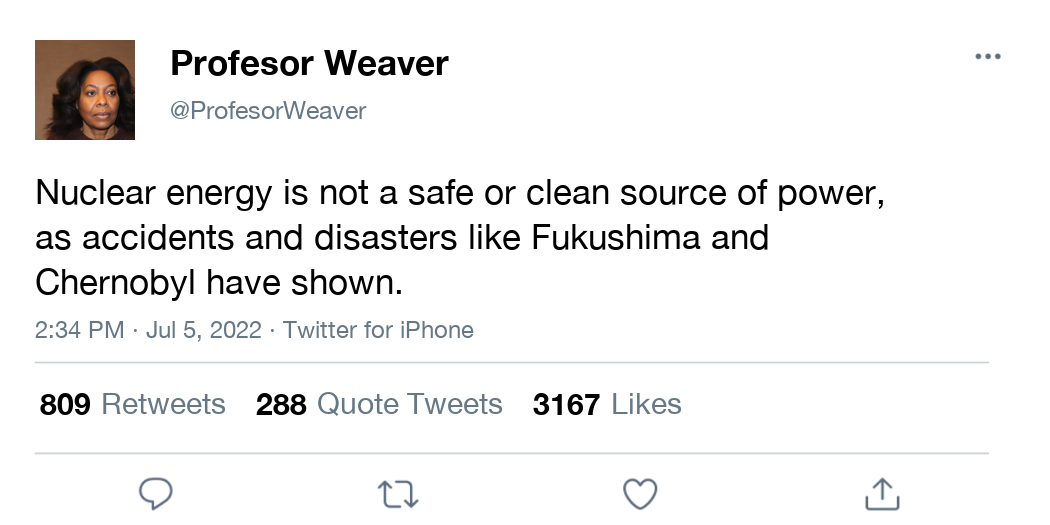 Profesor Weaver
@ProfesorWeaver
Nuclear energy is not a safe or clean source of power,
as accidents and disasters like Fukushima and
Chernobyl have shown.
2:34 PM · Jul 5, 2022 · Twitter for iPhone
809 Retweets 288 Quote Tweets 3167 Likes